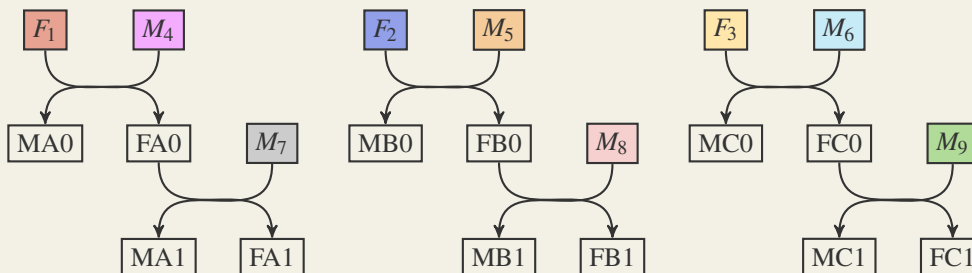 F₁ M₄ F₂ M₅ F₃ M₆
MA0 FA0 M₇ MB0 FB0 M₈ MC0 FC0 M₉
MA1 FA1 MB1 FB1 MC1 FC1